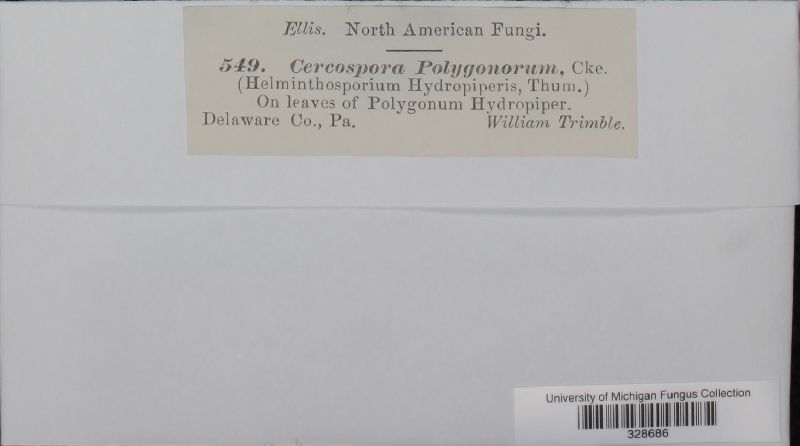 Ellis. North American Fungi.
549. Cercospora Polygonorum, Cke.
(Helminthosporium Hydropiperis, Thum.)
On leaves of Polygonum Hydropiper.
Delaware Co., Pa. William Trimble.
University of Michigan Fungus Collection
328686